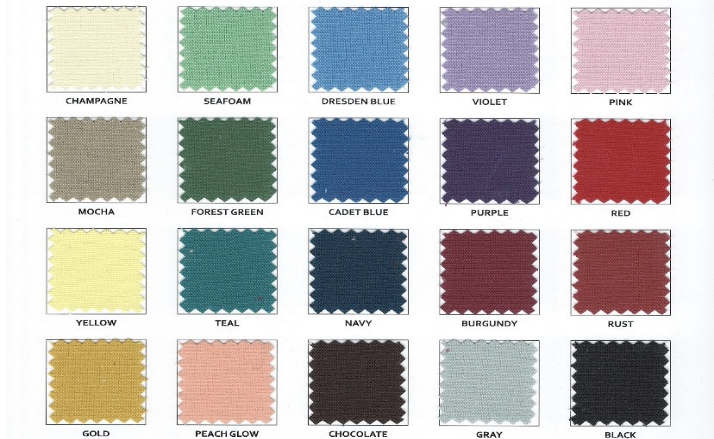 CHAMPAGNE SEAFOAM DRESDEN BLUE VIOLET PINK
MOCHA FOREST GREEN CADET BLUE PURPLE RED
YELLOW TEAL NAVY BURGUNDY RUST
GOLD PEACH GLOW CHOCOLATE GRAY BLACK